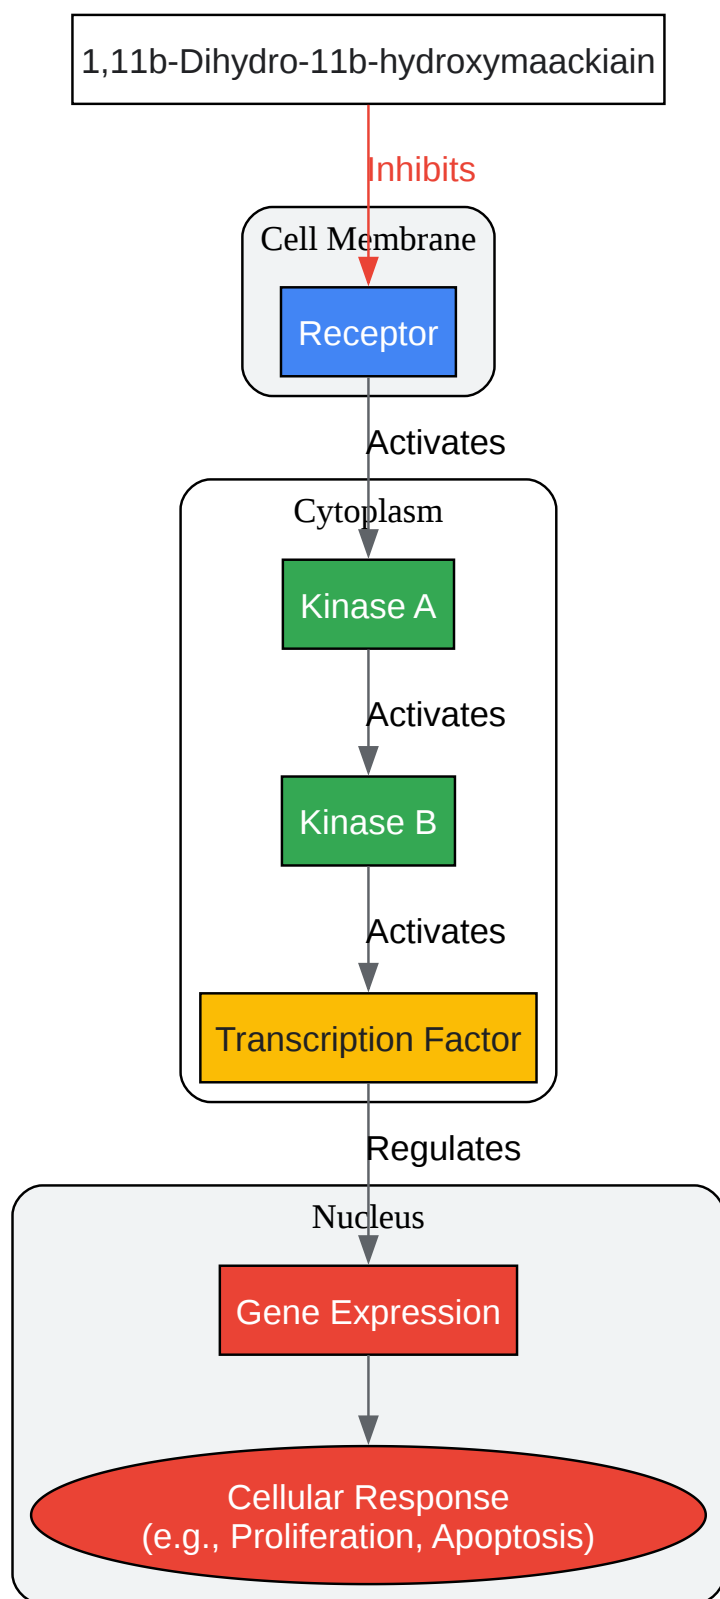 1,11b-Dihydro-11b-hydroxymaackiain
Inhibits
Cell Membrane
Receptor
Activates
Cytoplasm
Kinase A
Activates
Kinase B
Activates
Transcription Factor
Regulates
Nucleus
Gene Expression
Cellular Response
(e.g., Proliferation, Apoptosis)